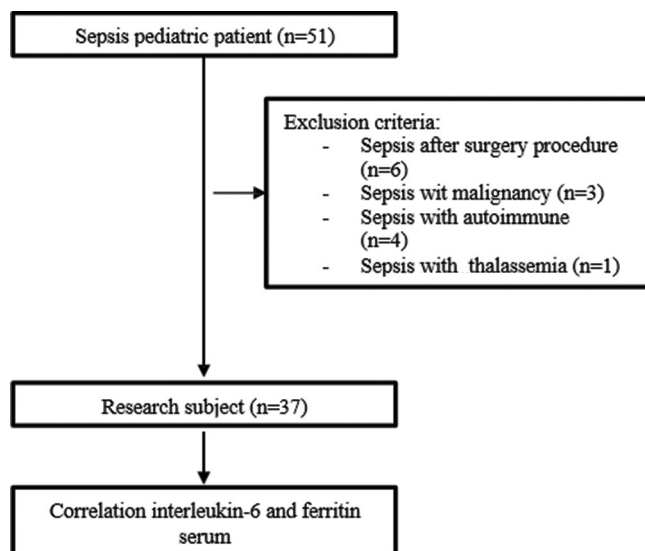 Sepsis pediatric patient (n=51)
Exclusion criteria:
- Sepsis after surgery procedure
(n=6)
- Sepsis wit malignancy (n=3)
- Sepsis with autoimmune
(n=4)
- Sepsis with thalassemia (n=1)
Research subject (n=37)
Correlation interleukin-6 and ferritin
serum